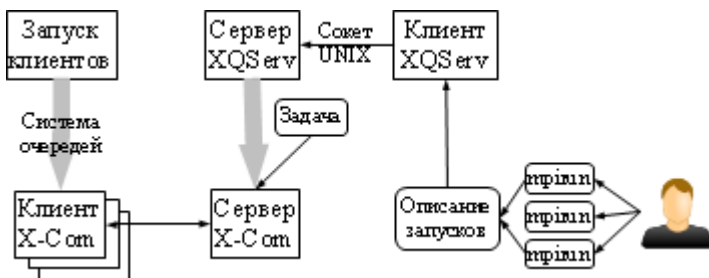 Запуск
клиентов
Сервер
XQServ
Сокет
UNIX
Клиент
XQServ
Система
очередей
Задача
Клиент
X-Com
Сервер
X-Com
Описание
запусков
mpirun
mpirun
mpirun